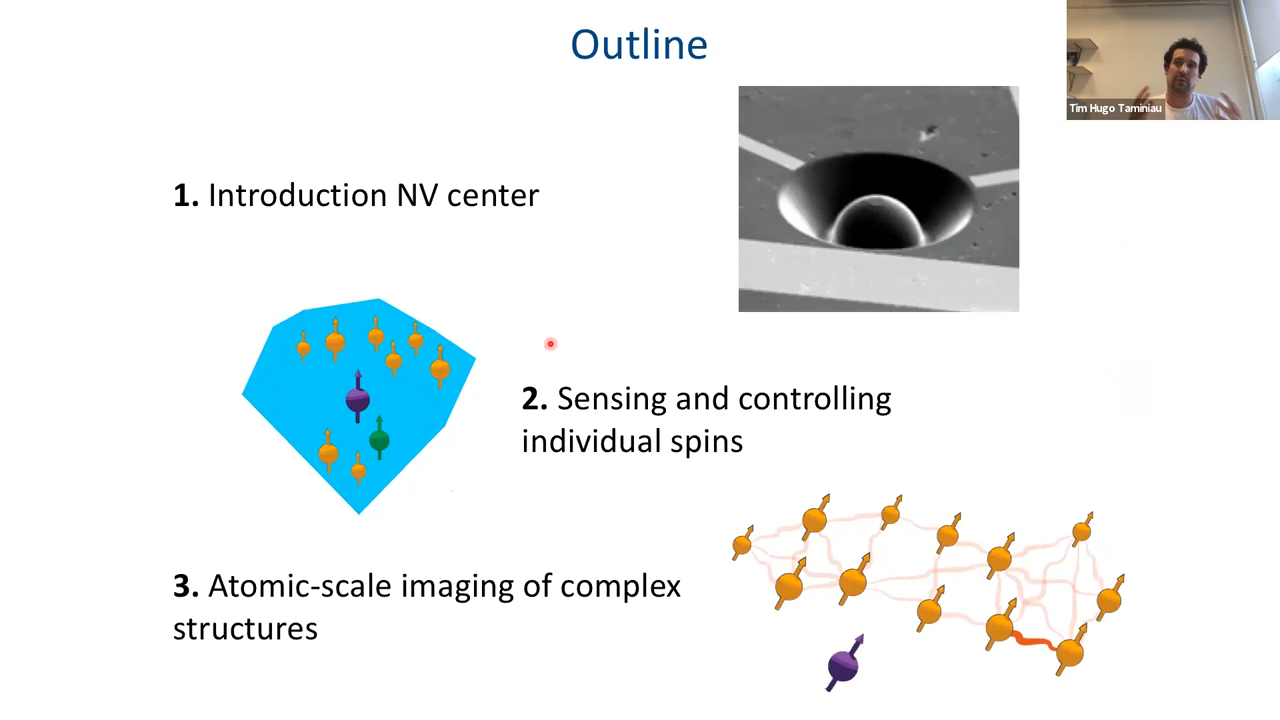 Outline
Tim Hugo Taminiau
1. Introduction NV center
2. Sensing and controlling
individual spins
3. Atomic-scale imaging of complex
structures